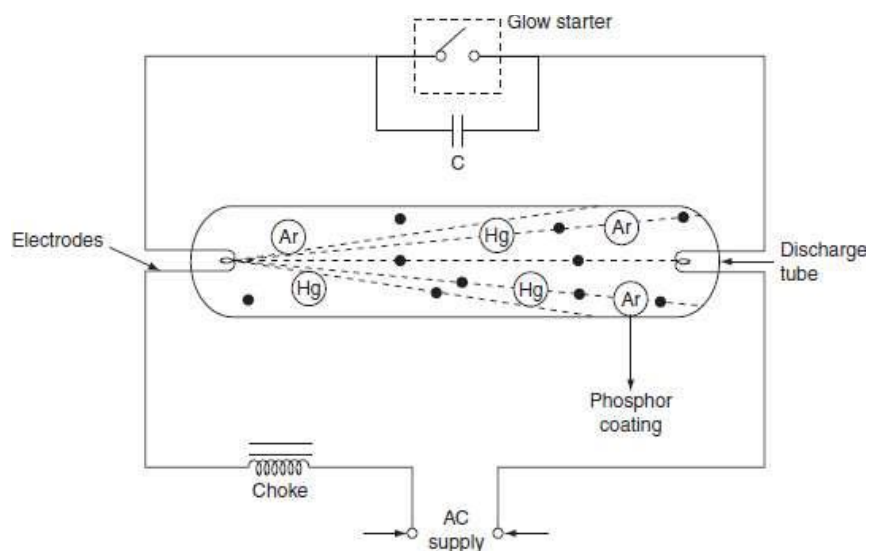 Glow starter
C
Ar
Hg
Ar
Electrodes
Discharge
tube
Hg
Hg
Ar
Phosphor
coating
Choke
AC
supply